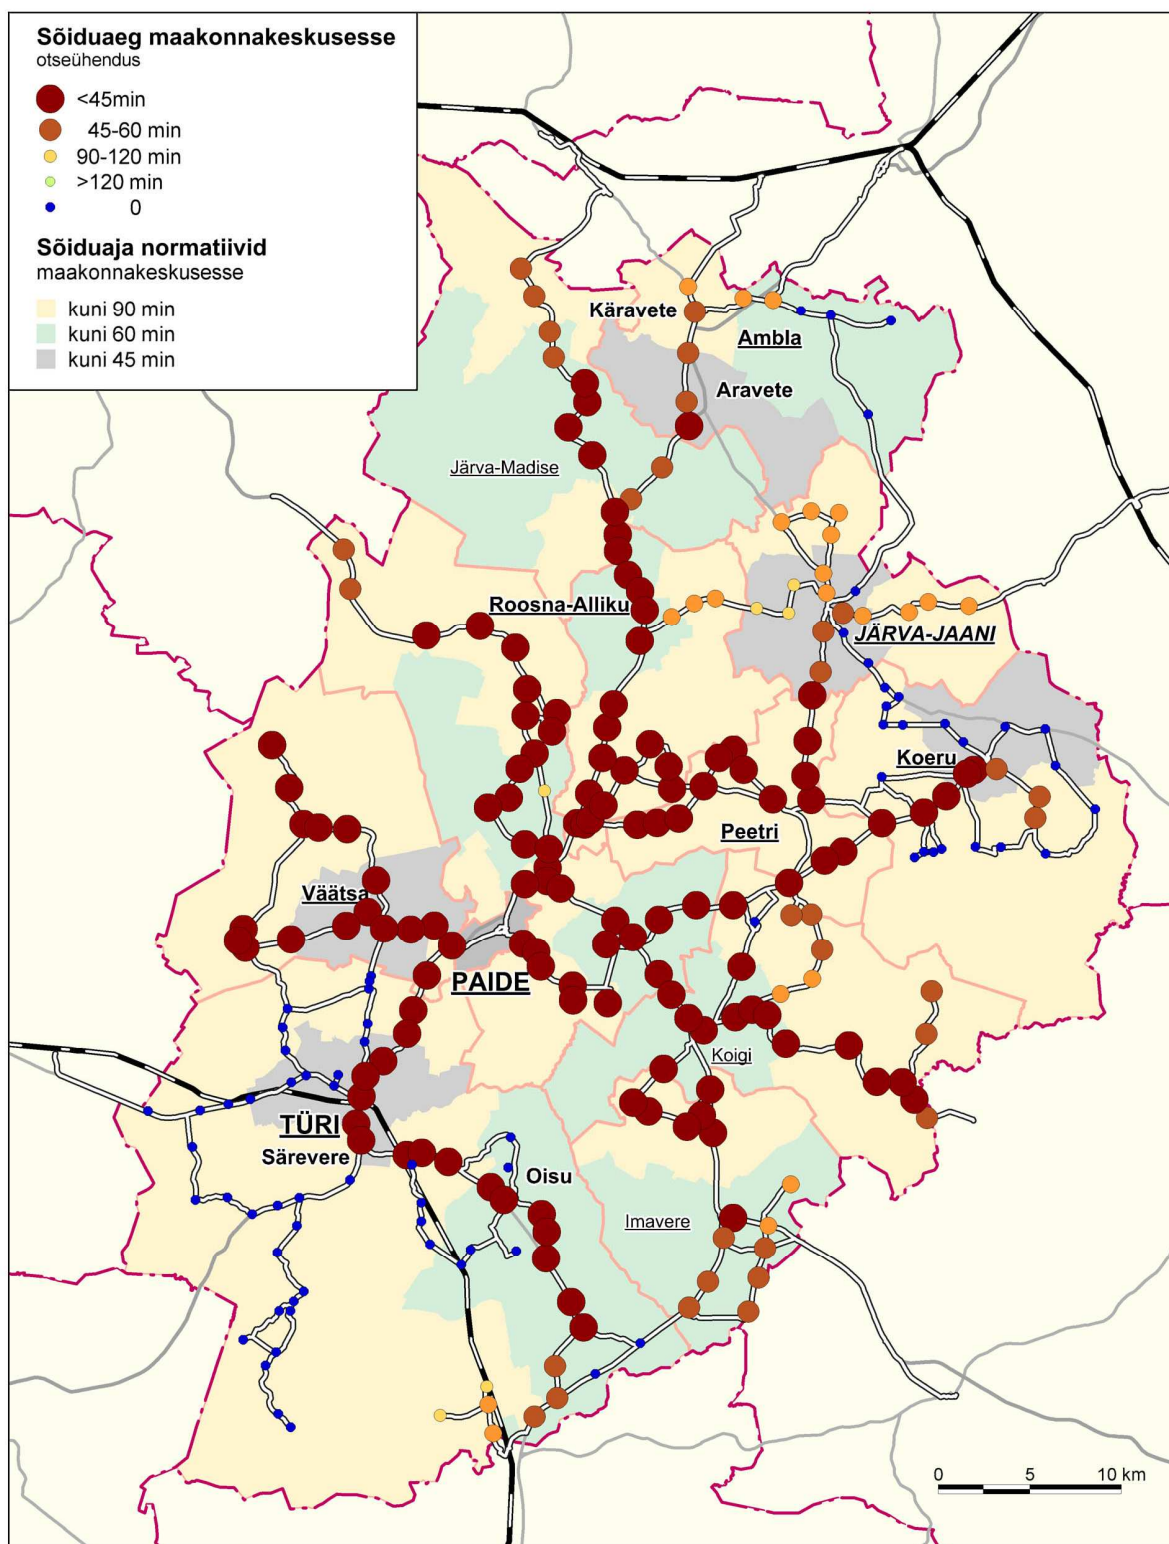 Sõiduaeg maakonnakeskusesse
otseühendus
<45min
45-60 min
90-120 min
>120 min
0
Sõiduaja normatiivid
maakonnakeskusesse
kuni 90 min
kuni 60 min
kuni 45 min
Käravete
Ambla
Aravete
Järva-Madise
Roosna-Alliku
JÄRVA-JAANI
Koeru
Peetri
Väätsa
PAIDE
Koigi
TÜRI
Särevere
Oisu
Imavere
0 5 10 km